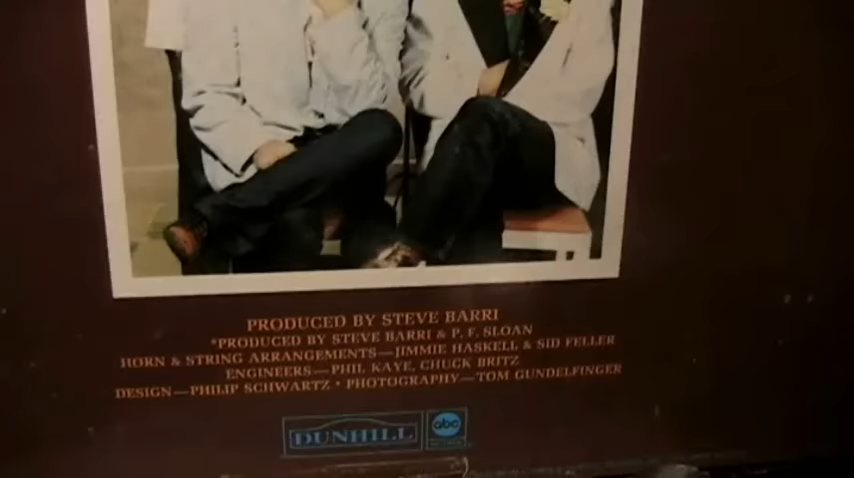 PRODUCED BY STEVE BARRI
*PRODUCED BY STEVE BARRI & P. F. SLOAN
HORN & STRING ARRANGEMENTS—JIMMIE HASKELL & SID FELLER
ENGINEERS—PHIL KAYE, CHUCK BRITZ
DESIGN—PHILIP SCHWARTZ • PHOTOGRAPHY—TOM GUNDELFINGER
DUNHILL abc